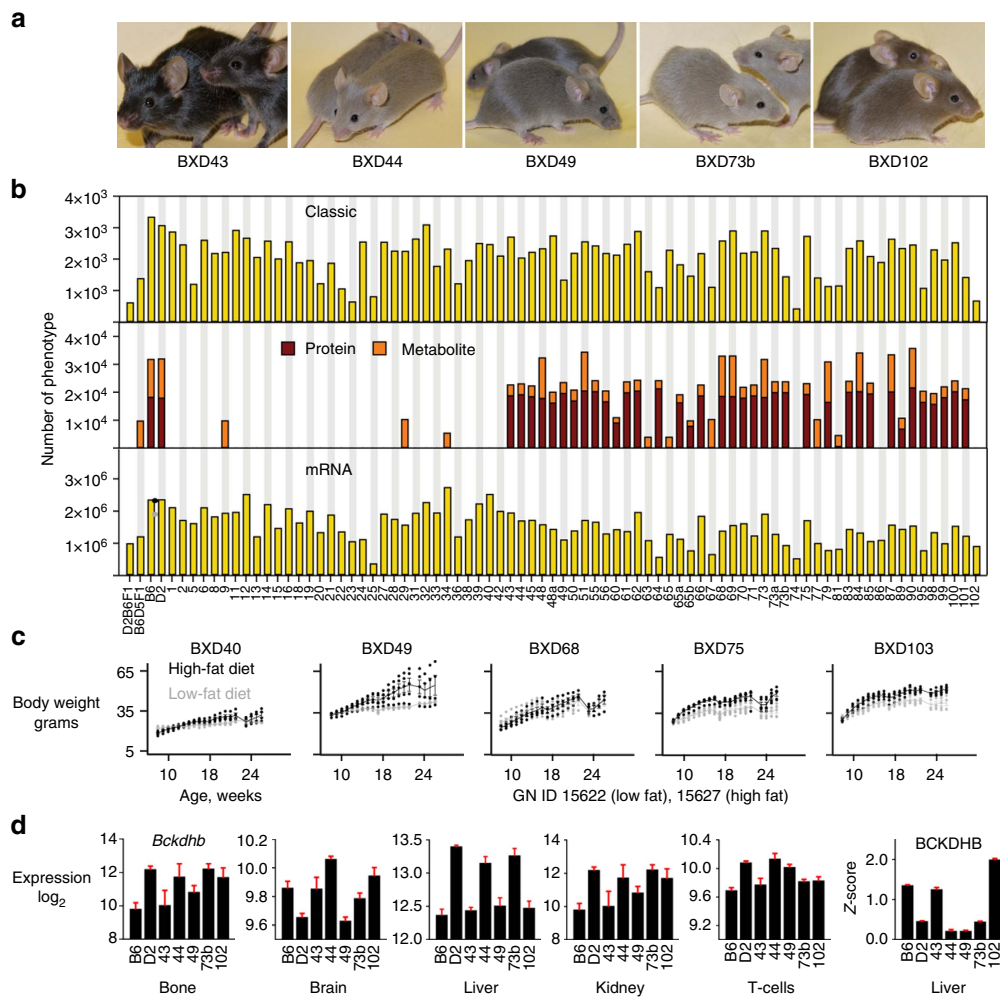 a
BXD43 BXD44 BXD49 BXD73b BXD102
b
Number of phenotype
4×10³
3×10³
2×10³
1×10³
Classic
4×10⁴
3×10⁴
2×10⁴
1×10⁴
Protein Metabolite
3×10⁶
2×10⁶
1×10⁶
mRNA
D2B6F1 B6D5F1 B6 D2 1 2 5 6 8 9 11 12 13 14 15 16 18 19 20 21 22 23 24 25 27 28 29 31 32 33 34 36 38 39 40 42 43 44 45 48 48a 49 50 51 55 56 60 61 62 63 64 65 65a 65b 66 67 68 69 70 71 73 73a 73b 74 75 77 79 81 83 84 85 86 87 89 90 95 98 99 100 101 102
c
BXD40 BXD49 BXD68 BXD75 BXD103
Body weight
grams
65
35
5
High-fat diet
Low-fat diet
10 18 24 10 18 24 10 18 24 10 18 24 10 18 24
Age, weeks GN ID 15622 (low fat), 15627 (high fat)
d
Expression
log₂
Bckdhb
14
12
10
8
B6 D2 43 44 49 73b 102
Bone
10.2
10.0
9.8
9.6
B6 D2 43 44 49 73b 102
Brain
13.5
13.0
12.5
12.0
B6 D2 43 44 49 73b 102
Liver
14
12
10
8
B6 D2 43 44 49 73b 102
Kidney
10.4
10.0
9.6
9.2
B6 D2 43 44 49 73b 102
T-cells
BCKDHB
Z-score
2.0
1.0
0.0
B6 D2 43 44 49 73b 102
Liver